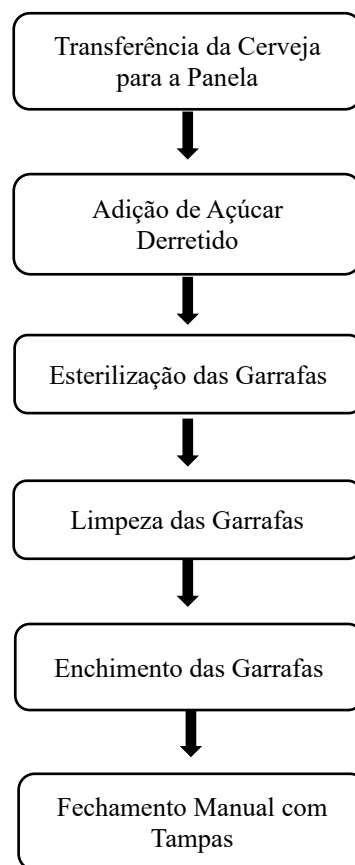 Transferência da Cerveja
para a Panela
Adição de Açúcar
Derretido
Esterilização das Garrafas
Limpeza das Garrafas
Enchimento das Garrafas
Fechamento Manual com
Tampas